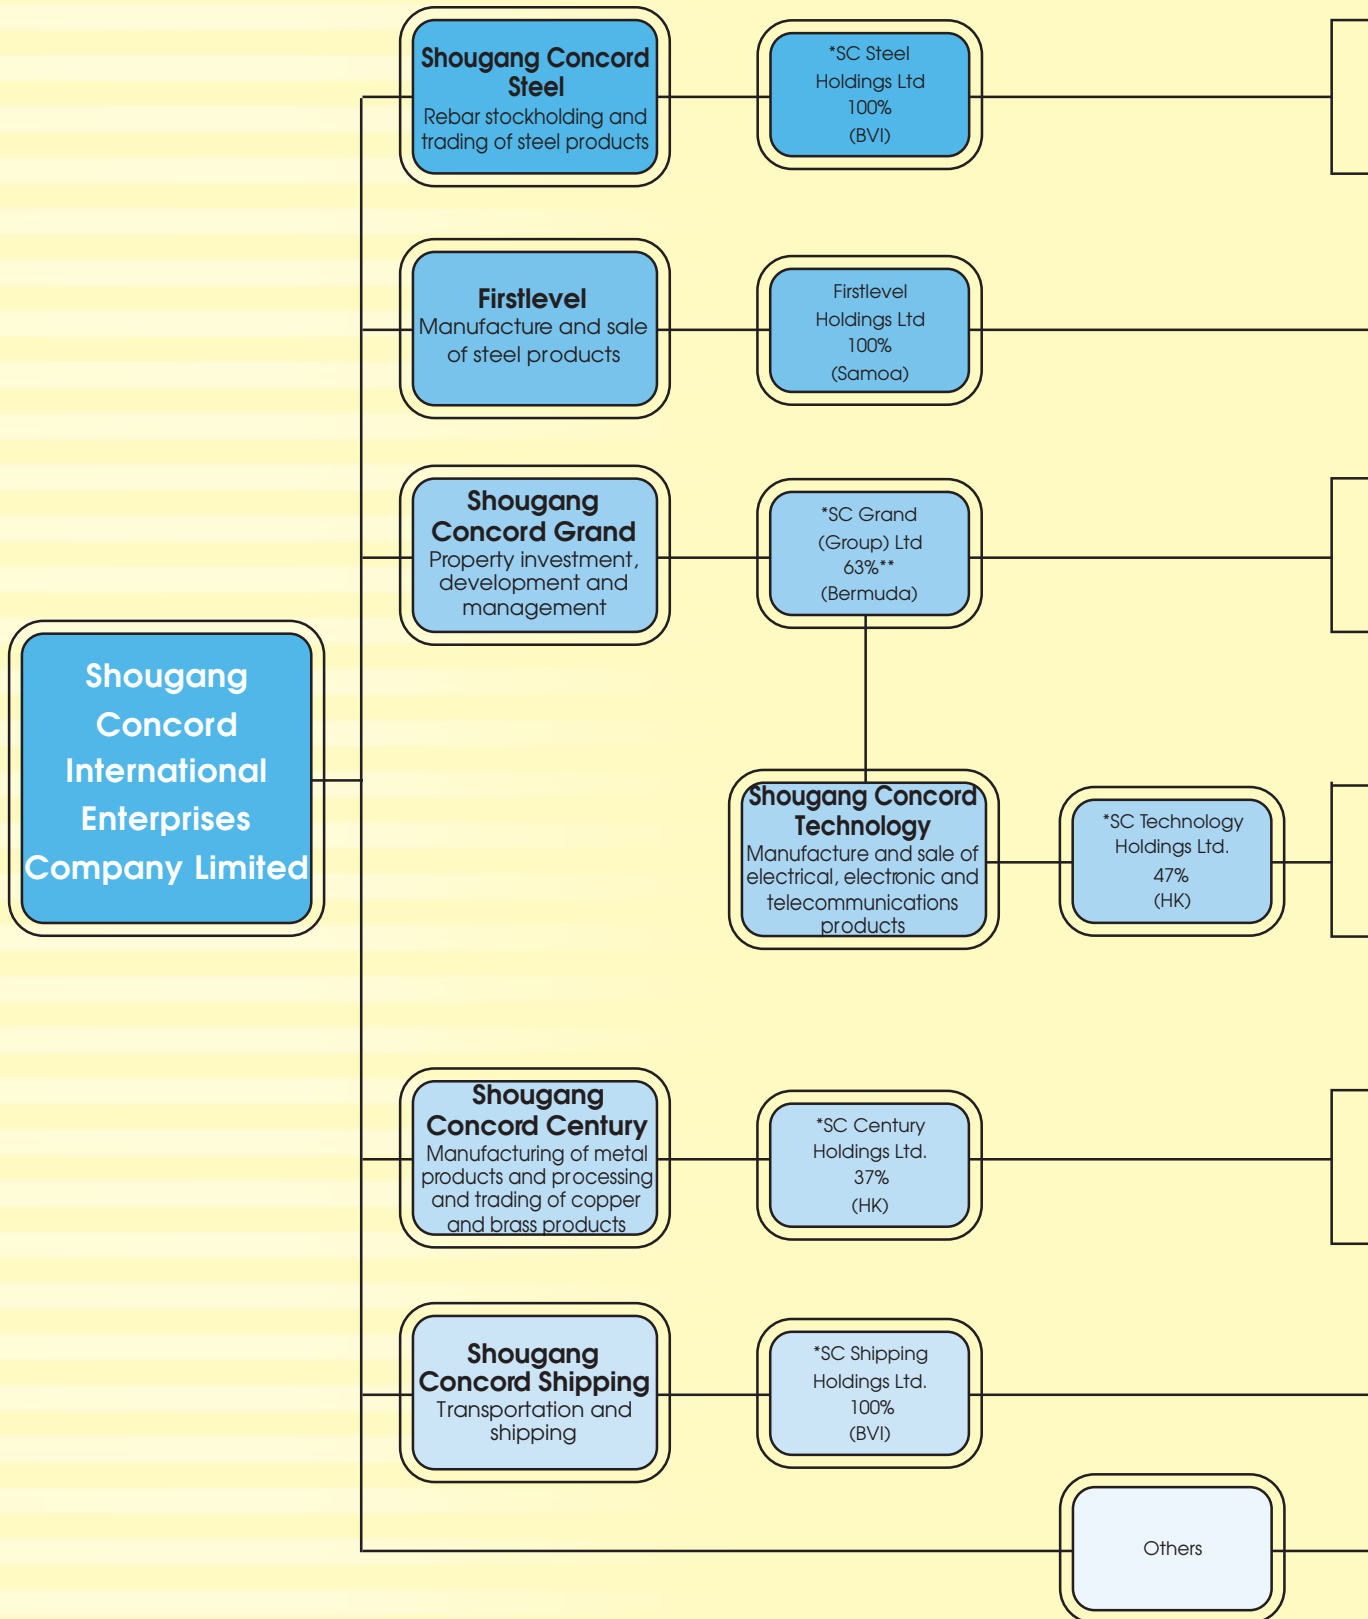 Shougang Concord
Steel
Rebar stockholding and
trading of steel products
*SC Steel
Holdings Ltd
100%
(BVI)
Firstlevel
Manufacture and sale
of steel products
Firstlevel
Holdings Ltd
100%
(Samoa)
Shougang
Concord Grand
Property investment,
development and
management
*SC Grand
(Group) Ltd
63%**
(Bermuda)
Shougang
Concord
International
Enterprises
Company Limited
Shougang Concord
Technology
Manufacture and sale of
electrical, electronic and
telecommunications
products
*SC Technology
Holdings Ltd.
47%
(HK)
Shougang
Concord Century
Manufacturing of metal
products and processing
and trading of copper
and brass products
*SC Century
Holdings Ltd.
37%
(HK)
Shougang
Concord Shipping
Transportation and
shipping
*SC Shipping
Holdings Ltd.
100%
(BVI)
Others